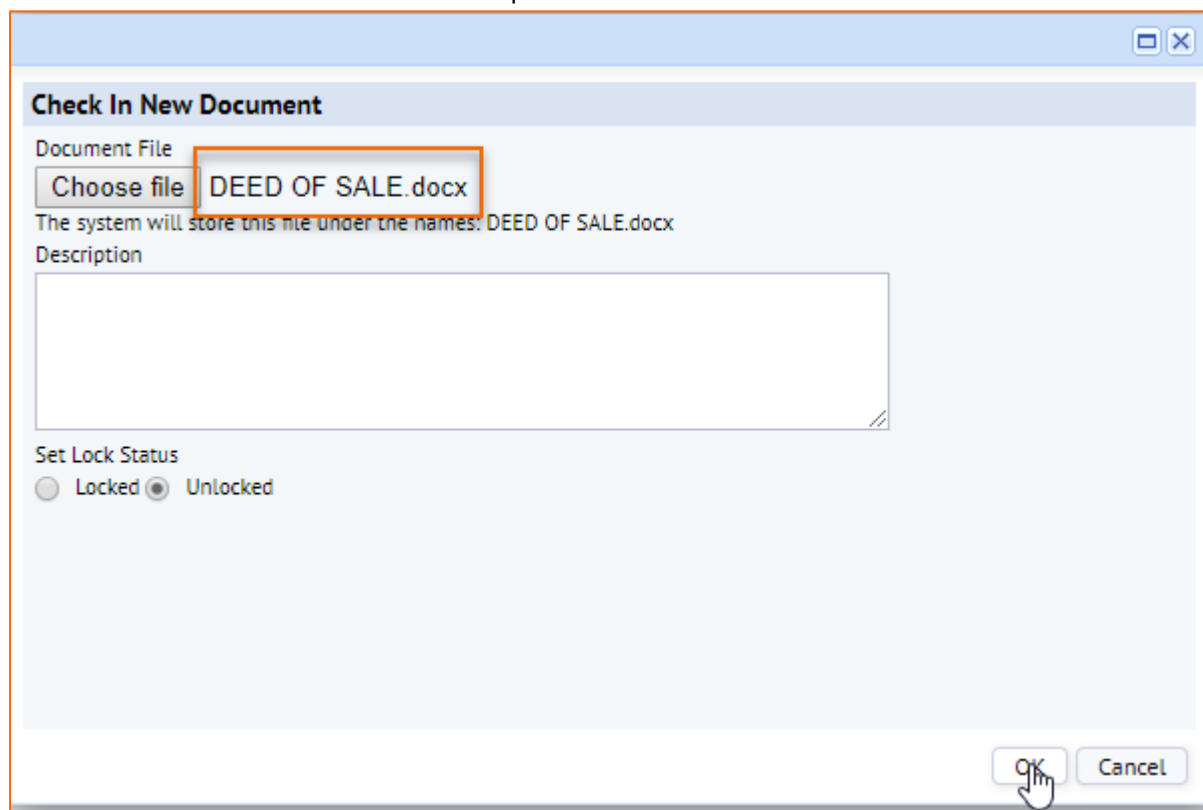 Check In New Document
Document File
Choose file DEED OF SALE.docx
The system will store this file under the names: DEED OF SALE.docx
Description
Set Lock Status
Locked Unlocked
OK Cancel